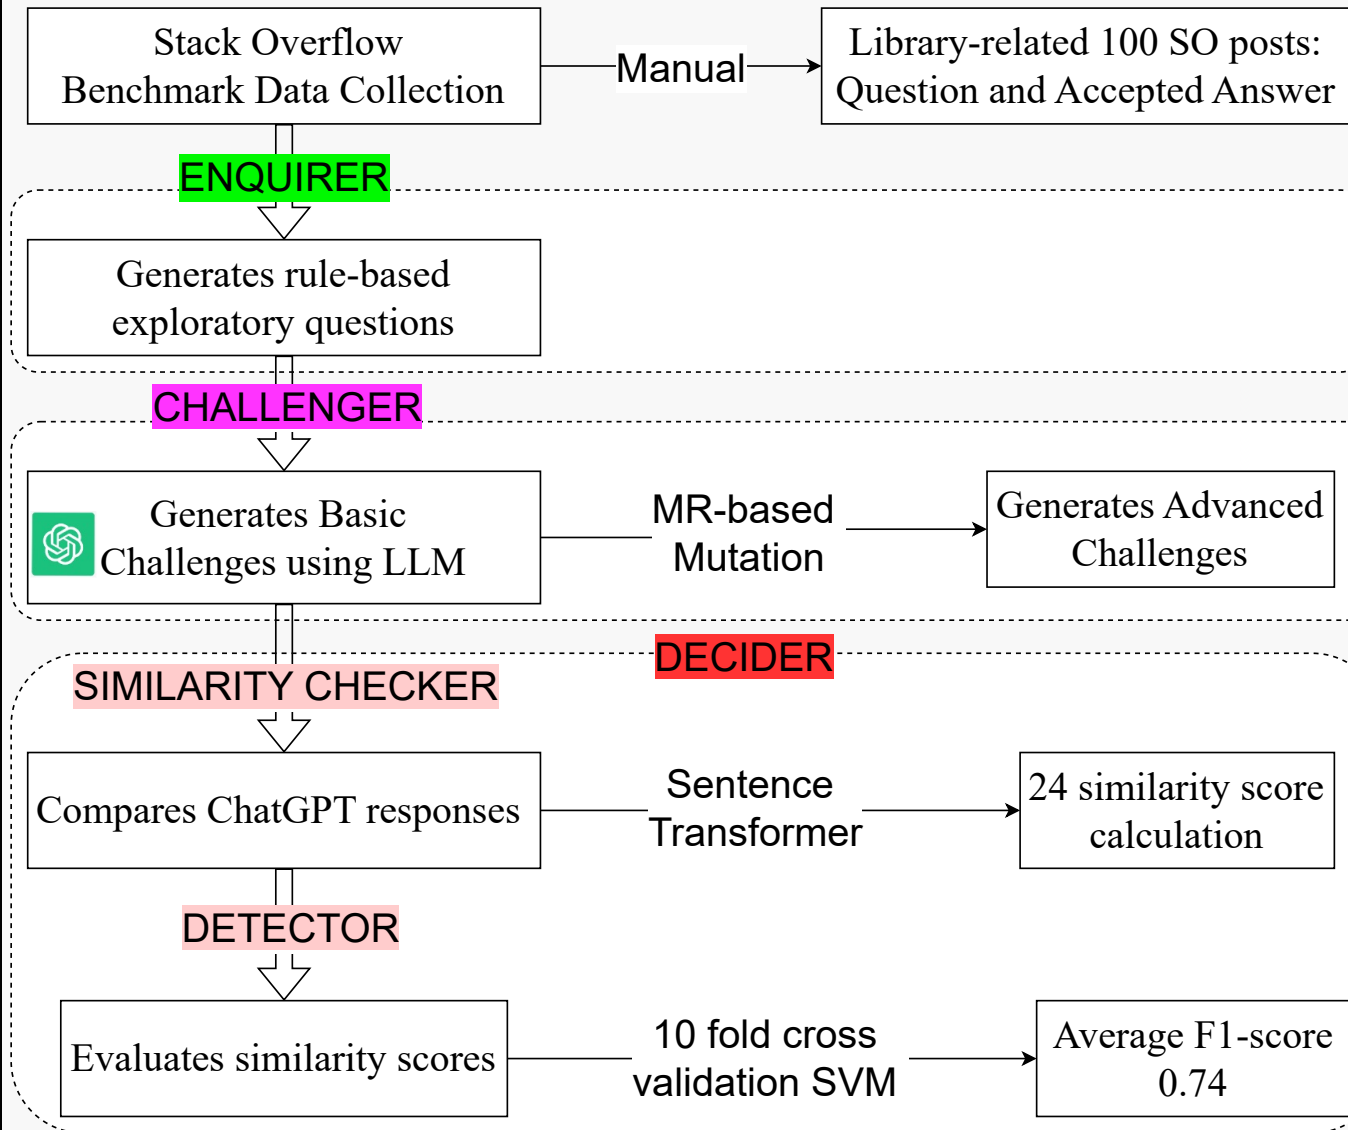 Stack Overflow
Benchmark Data Collection
Manual
Library-related 100 SO posts:
Question and Accepted Answer
ENQUIRER
Generates rule-based
exploratory questions
CHALLENGER
Generates Basic
Challenges using LLM
MR-based
Mutation
Generates Advanced
Challenges
DECIDER
SIMILARITY CHECKER
Compares ChatGPT responses
Sentence
Transformer
24 similarity score
calculation
DETECTOR
Evaluates similarity scores
10 fold cross
validation SVM
Average F1-score
0.74